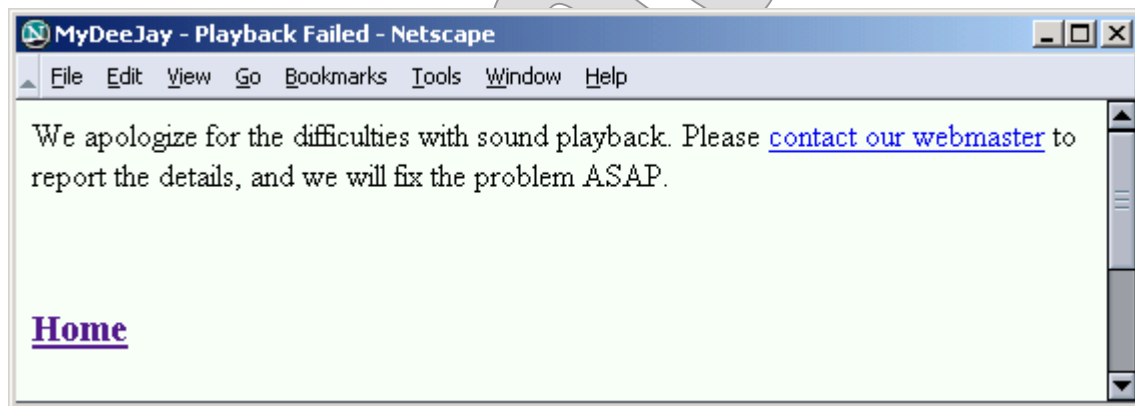 MyDeeJay - Playback Failed - Netscape
File Edit View Go Bookmarks Tools Window Help
We apologize for the difficulties with sound playback. Please contact our webmaster to
report the details, and we will fix the problem ASAP.
Home